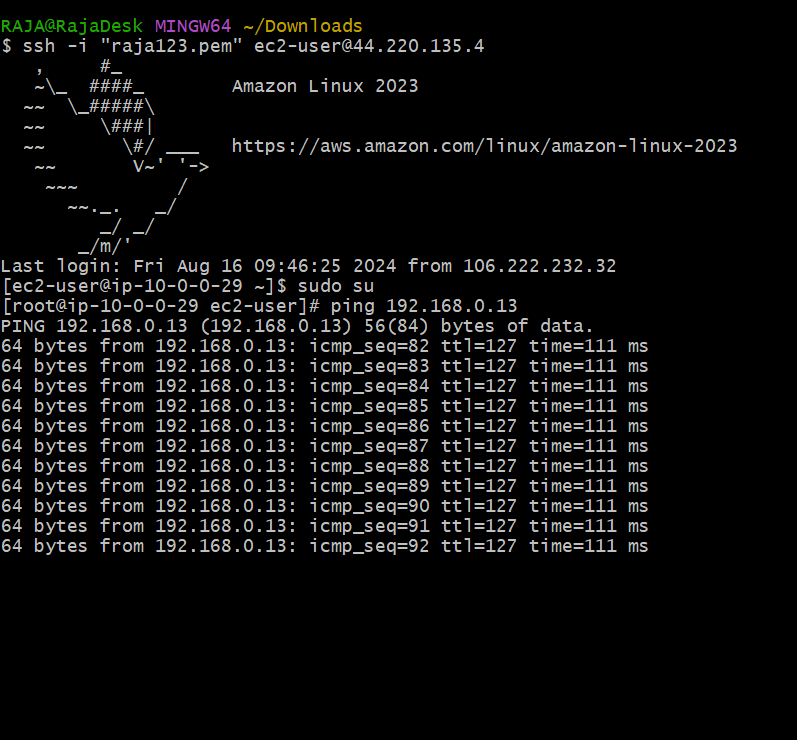 RAJA@RajaDesk MINGW64 ~/Downloads
$ ssh -i "raja123.pem" ec2-user@44.220.135.4
   ,     #_
   ~\_  ####_        Amazon Linux 2023
  ~~  \_#####\
  ~~     \###|
  ~~       \#/ ___   https://aws.amazon.com/linux/amazon-linux-2023
   ~~       V~' '->
    ~~~         /
      ~~._.   _/
         _/ _/
       _/m/'
Last login: Fri Aug 16 09:46:25 2024 from 106.222.232.32
[ec2-user@ip-10-0-0-29 ~]$ sudo su
[root@ip-10-0-0-29 ec2-user]# ping 192.168.0.13
PING 192.168.0.13 (192.168.0.13) 56(84) bytes of data.
64 bytes from 192.168.0.13: icmp_seq=82 ttl=127 time=111 ms
64 bytes from 192.168.0.13: icmp_seq=83 ttl=127 time=111 ms
64 bytes from 192.168.0.13: icmp_seq=84 ttl=127 time=111 ms
64 bytes from 192.168.0.13: icmp_seq=85 ttl=127 time=111 ms
64 bytes from 192.168.0.13: icmp_seq=86 ttl=127 time=111 ms
64 bytes from 192.168.0.13: icmp_seq=87 ttl=127 time=111 ms
64 bytes from 192.168.0.13: icmp_seq=88 ttl=127 time=111 ms
64 bytes from 192.168.0.13: icmp_seq=89 ttl=127 time=111 ms
64 bytes from 192.168.0.13: icmp_seq=90 ttl=127 time=111 ms
64 bytes from 192.168.0.13: icmp_seq=91 ttl=127 time=111 ms
64 bytes from 192.168.0.13: icmp_seq=92 ttl=127 time=111 ms